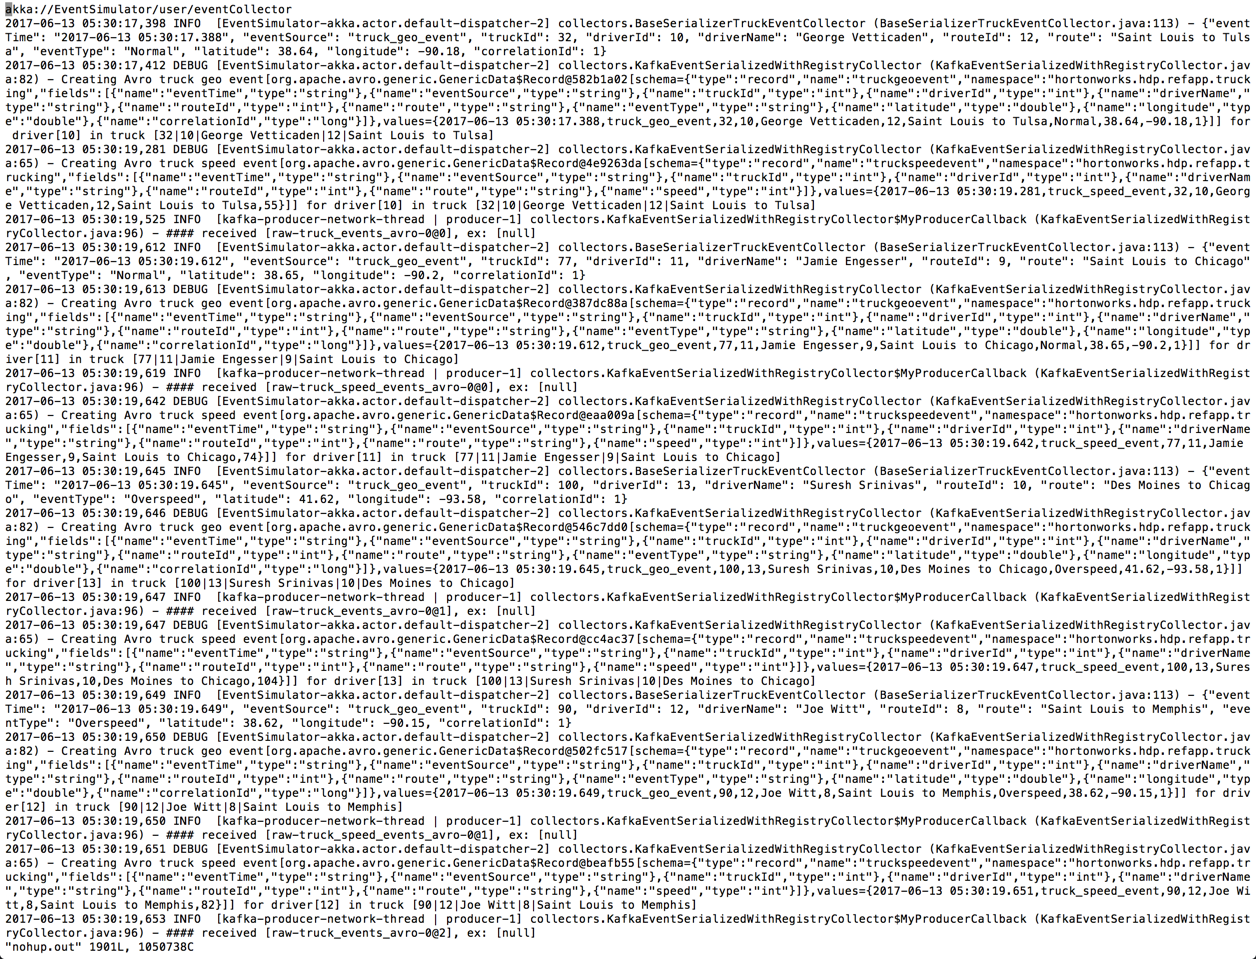 akka://EventSimulator/user/eventCollector
2017-06-13 05:30:17,398 INFO  [EventSimulator-akka.actor.default-dispatcher-2] collectors.BaseSerializerTruckEventCollector (BaseSerializerTruckEventCollector.java:113) - {"event
Time": "2017-06-13 05:30:17.388", "eventSource": "truck_geo_event", "truckId": 32, "driverId": 10, "driverName": "George Vetticaden", "routeId": 12, "route": "Saint Louis to Tuls
a", "eventType": "Normal", "latitude": 38.64, "longitude": -90.18, "correlationId": 1}
2017-06-13 05:30:17,412 DEBUG [EventSimulator-akka.actor.default-dispatcher-2] collectors.KafkaEventSerializedWithRegistryCollector (KafkaEventSerializedWithRegistryCollector.jav
a:82) - Creating Avro truck geo event[org.apache.avro.generic.GenericData$Record@582b1a02[schema={"type":"record","name":"truckgeoevent","namespace":"hortonworks.hdp.refapp.truck
ing","fields":[{"name":"eventTime","type":"string"},{"name":"eventSource","type":"string"},{"name":"truckId","type":"int"},{"name":"driverId","type":"int"},{"name":"driverName","
type":"string"},{"name":"routeId","type":"int"},{"name":"route","type":"string"},{"name":"eventType","type":"string"},{"name":"latitude","type":"double"},{"name":"longitude","typ
e":"double"},{"name":"correlationId","type":"long"}]},values={2017-06-13 05:30:17.388,truck_geo_event,32,10,George Vetticaden,12,Saint Louis to Tulsa,Normal,38.64,-90.18,1}]] for
 driver[10] in truck [32|10|George Vetticaden|12|Saint Louis to Tulsa]
2017-06-13 05:30:19,281 DEBUG [EventSimulator-akka.actor.default-dispatcher-2] collectors.KafkaEventSerializedWithRegistryCollector (KafkaEventSerializedWithRegistryCollector.jav
a:65) - Creating Avro truck speed event[org.apache.avro.generic.GenericData$Record@4e9263da[schema={"type":"record","name":"truckspeedevent","namespace":"hortonworks.hdp.refapp.t
rucking","fields":[{"name":"eventTime","type":"string"},{"name":"eventSource","type":"string"},{"name":"truckId","type":"int"},{"name":"driverId","type":"int"},{"name":"driverNam
e","type":"string"},{"name":"routeId","type":"int"},{"name":"route","type":"string"},{"name":"speed","type":"int"}]},values={2017-06-13 05:30:19.281,truck_speed_event,32,10,Georg
e Vetticaden,12,Saint Louis to Tulsa,55}]] for driver[10] in truck [32|10|George Vetticaden|12|Saint Louis to Tulsa]
2017-06-13 05:30:19,525 INFO  [kafka-producer-network-thread | producer-1] collectors.KafkaEventSerializedWithRegistryCollector$MyProducerCallback (KafkaEventSerializedWithRegist
ryCollector.java:96) - #### received [raw-truck_events_avro-0@0], ex: [null]
2017-06-13 05:30:19,612 INFO  [EventSimulator-akka.actor.default-dispatcher-2] collectors.BaseSerializerTruckEventCollector (BaseSerializerTruckEventCollector.java:113) - {"event
Time": "2017-06-13 05:30:19.612", "eventSource": "truck_geo_event", "truckId": 77, "driverId": 11, "driverName": "Jamie Engesser", "routeId": 9, "route": "Saint Louis to Chicago"
, "eventType": "Normal", "latitude": 38.65, "longitude": -90.2, "correlationId": 1}
2017-06-13 05:30:19,613 DEBUG [EventSimulator-akka.actor.default-dispatcher-2] collectors.KafkaEventSerializedWithRegistryCollector (KafkaEventSerializedWithRegistryCollector.jav
a:82) - Creating Avro truck geo event[org.apache.avro.generic.GenericData$Record@387dc88a[schema={"type":"record","name":"truckgeoevent","namespace":"hortonworks.hdp.refapp.truck
ing","fields":[{"name":"eventTime","type":"string"},{"name":"eventSource","type":"string"},{"name":"truckId","type":"int"},{"name":"driverId","type":"int"},{"name":"driverName","
type":"string"},{"name":"routeId","type":"int"},{"name":"route","type":"string"},{"name":"eventType","type":"string"},{"name":"latitude","type":"double"},{"name":"longitude","typ
e":"double"},{"name":"correlationId","type":"long"}]},values={2017-06-13 05:30:19.612,truck_geo_event,77,11,Jamie Engesser,9,Saint Louis to Chicago,Normal,38.65,-90.2,1}]] for dr
iver[11] in truck [77|11|Jamie Engesser|9|Saint Louis to Chicago]
2017-06-13 05:30:19,619 INFO  [kafka-producer-network-thread | producer-1] collectors.KafkaEventSerializedWithRegistryCollector$MyProducerCallback (KafkaEventSerializedWithRegist
ryCollector.java:96) - #### received [raw-truck_speed_events_avro-0@0], ex: [null]
2017-06-13 05:30:19,642 DEBUG [EventSimulator-akka.actor.default-dispatcher-2] collectors.KafkaEventSerializedWithRegistryCollector (KafkaEventSerializedWithRegistryCollector.jav
a:65) - Creating Avro truck speed event[org.apache.avro.generic.GenericData$Record@eaa009a[schema={"type":"record","name":"truckspeedevent","namespace":"hortonworks.hdp.refapp.tr
ucking","fields":[{"name":"eventTime","type":"string"},{"name":"eventSource","type":"string"},{"name":"truckId","type":"int"},{"name":"driverId","type":"int"},{"name":"driverName
","type":"string"},{"name":"routeId","type":"int"},{"name":"route","type":"string"},{"name":"speed","type":"int"}]},values={2017-06-13 05:30:19.642,truck_speed_event,77,11,Jamie 
Engesser,9,Saint Louis to Chicago,74}]] for driver[11] in truck [77|11|Jamie Engesser|9|Saint Louis to Chicago]
2017-06-13 05:30:19,645 INFO  [EventSimulator-akka.actor.default-dispatcher-2] collectors.BaseSerializerTruckEventCollector (BaseSerializerTruckEventCollector.java:113) - {"event
Time": "2017-06-13 05:30:19.645", "eventSource": "truck_geo_event", "truckId": 100, "driverId": 13, "driverName": "Suresh Srinivas", "routeId": 10, "route": "Des Moines to Chicag
o", "eventType": "Overspeed", "latitude": 41.62, "longitude": -93.58, "correlationId": 1}
2017-06-13 05:30:19,646 DEBUG [EventSimulator-akka.actor.default-dispatcher-2] collectors.KafkaEventSerializedWithRegistryCollector (KafkaEventSerializedWithRegistryCollector.jav
a:82) - Creating Avro truck geo event[org.apache.avro.generic.GenericData$Record@546c7dd0[schema={"type":"record","name":"truckgeoevent","namespace":"hortonworks.hdp.refapp.truck
ing","fields":[{"name":"eventTime","type":"string"},{"name":"eventSource","type":"string"},{"name":"truckId","type":"int"},{"name":"driverId","type":"int"},{"name":"driverName","
type":"string"},{"name":"routeId","type":"int"},{"name":"route","type":"string"},{"name":"eventType","type":"string"},{"name":"latitude","type":"double"},{"name":"longitude","typ
e":"double"},{"name":"correlationId","type":"long"}]},values={2017-06-13 05:30:19.645,truck_geo_event,100,13,Suresh Srinivas,10,Des Moines to Chicago,Overspeed,41.62,-93.58,1}]] 
for driver[13] in truck [100|13|Suresh Srinivas|10|Des Moines to Chicago]
2017-06-13 05:30:19,647 INFO  [kafka-producer-network-thread | producer-1] collectors.KafkaEventSerializedWithRegistryCollector$MyProducerCallback (KafkaEventSerializedWithRegist
ryCollector.java:96) - #### received [raw-truck_events_avro-0@1], ex: [null]
2017-06-13 05:30:19,647 DEBUG [EventSimulator-akka.actor.default-dispatcher-2] collectors.KafkaEventSerializedWithRegistryCollector (KafkaEventSerializedWithRegistryCollector.jav
a:65) - Creating Avro truck speed event[org.apache.avro.generic.GenericData$Record@cc4ac37[schema={"type":"record","name":"truckspeedevent","namespace":"hortonworks.hdp.refapp.tr
ucking","fields":[{"name":"eventTime","type":"string"},{"name":"eventSource","type":"string"},{"name":"truckId","type":"int"},{"name":"driverId","type":"int"},{"name":"driverName
","type":"string"},{"name":"routeId","type":"int"},{"name":"route","type":"string"},{"name":"speed","type":"int"}]},values={2017-06-13 05:30:19.647,truck_speed_event,100,13,Sures
h Srinivas,10,Des Moines to Chicago,104}]] for driver[13] in truck [100|13|Suresh Srinivas|10|Des Moines to Chicago]
2017-06-13 05:30:19,649 INFO  [EventSimulator-akka.actor.default-dispatcher-2] collectors.BaseSerializerTruckEventCollector (BaseSerializerTruckEventCollector.java:113) - {"event
Time": "2017-06-13 05:30:19.649", "eventSource": "truck_geo_event", "truckId": 90, "driverId": 12, "driverName": "Joe Witt", "routeId": 8, "route": "Saint Louis to Memphis", "eve
ntType": "Overspeed", "latitude": 38.62, "longitude": -90.15, "correlationId": 1}
2017-06-13 05:30:19,650 DEBUG [EventSimulator-akka.actor.default-dispatcher-2] collectors.KafkaEventSerializedWithRegistryCollector (KafkaEventSerializedWithRegistryCollector.jav
a:82) - Creating Avro truck geo event[org.apache.avro.generic.GenericData$Record@502fc517[schema={"type":"record","name":"truckgeoevent","namespace":"hortonworks.hdp.refapp.truck
ing","fields":[{"name":"eventTime","type":"string"},{"name":"eventSource","type":"string"},{"name":"truckId","type":"int"},{"name":"driverId","type":"int"},{"name":"driverName","
type":"string"},{"name":"routeId","type":"int"},{"name":"route","type":"string"},{"name":"eventType","type":"string"},{"name":"latitude","type":"double"},{"name":"longitude","typ
e":"double"},{"name":"correlationId","type":"long"}]},values={2017-06-13 05:30:19.649,truck_geo_event,90,12,Joe Witt,8,Saint Louis to Memphis,Overspeed,38.62,-90.15,1}]] for driv
er[12] in truck [90|12|Joe Witt|8|Saint Louis to Memphis]
2017-06-13 05:30:19,650 INFO  [kafka-producer-network-thread | producer-1] collectors.KafkaEventSerializedWithRegistryCollector$MyProducerCallback (KafkaEventSerializedWithRegist
ryCollector.java:96) - #### received [raw-truck_speed_events_avro-0@1], ex: [null]
2017-06-13 05:30:19,651 DEBUG [EventSimulator-akka.actor.default-dispatcher-2] collectors.KafkaEventSerializedWithRegistryCollector (KafkaEventSerializedWithRegistryCollector.jav
a:65) - Creating Avro truck speed event[org.apache.avro.generic.GenericData$Record@beafb55[schema={"type":"record","name":"truckspeedevent","namespace":"hortonworks.hdp.refapp.tr
ucking","fields":[{"name":"eventTime","type":"string"},{"name":"eventSource","type":"string"},{"name":"truckId","type":"int"},{"name":"driverId","type":"int"},{"name":"driverName
","type":"string"},{"name":"routeId","type":"int"},{"name":"route","type":"string"},{"name":"speed","type":"int"}]},values={2017-06-13 05:30:19.651,truck_speed_event,90,12,Joe Wi
tt,8,Saint Louis to Memphis,82}]] for driver[12] in truck [90|12|Joe Witt|8|Saint Louis to Memphis]
2017-06-13 05:30:19,653 INFO  [kafka-producer-network-thread | producer-1] collectors.KafkaEventSerializedWithRegistryCollector$MyProducerCallback (KafkaEventSerializedWithRegist
ryCollector.java:96) - #### received [raw-truck_events_avro-0@2], ex: [null]
"nohup.out" 1901L, 1050738C